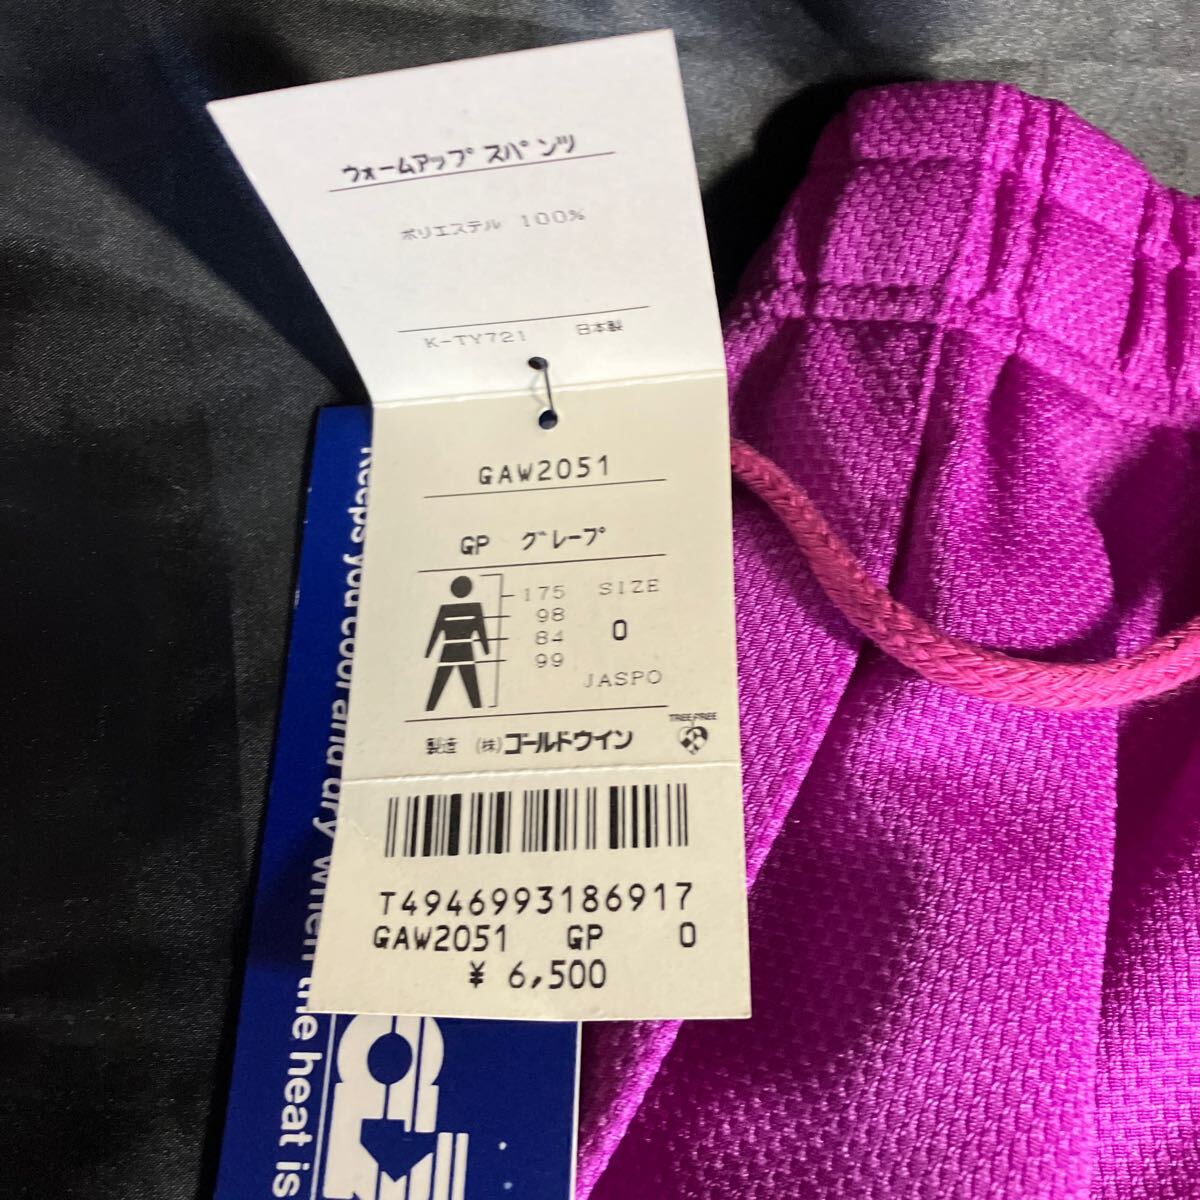 ウォームアップスパンツ
ポリエステル 100%
K-TY721 日本製
GAW2051
GP グレープ
175 SIZE
98
84 0
99
JASPO
製造 (株)ゴールドウイン
TREE FREE
T4946993186917
GAW2051 GP 0
¥ 6,500
Keeps you cool and dry when the heat is